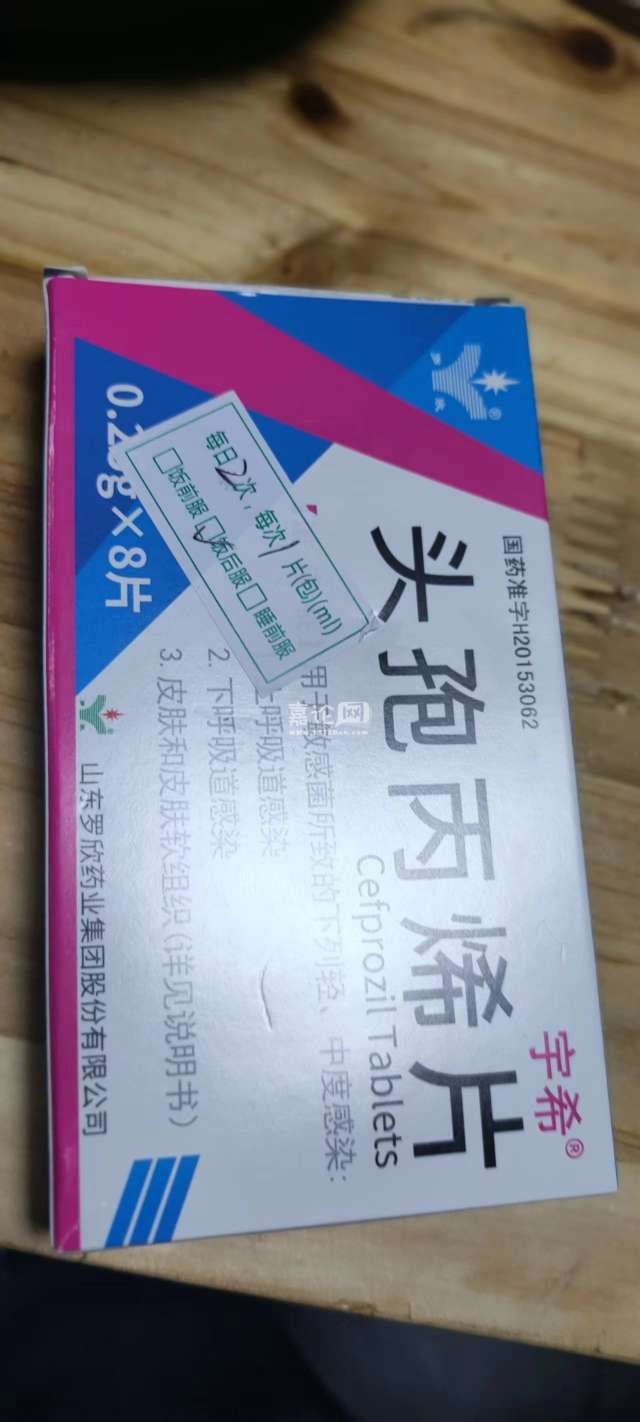 国药准字H20153062
宇希®
头孢丙烯片
Cefprozil Tablets
用于敏感菌所致的下列轻、中度感染:
上呼吸道感染
2. 下呼吸道感染
3. 皮肤和皮肤软组织(详见说明书)
每日2次,每次1片(包)(ml)
饭前服 饭后服 睡前服
0.25g×8片
山东罗欣药业集团股份有限公司
嘉论网